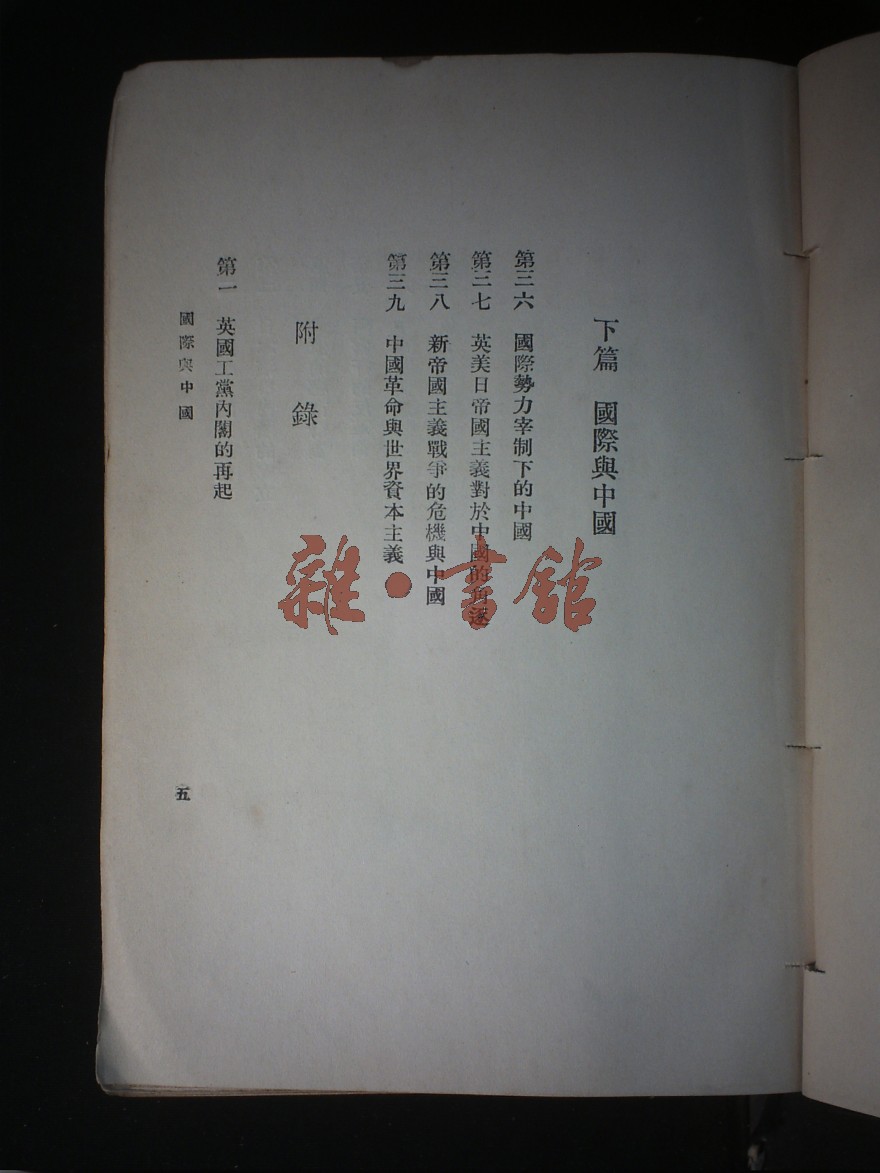 下篇　國際與中國
第三六　國際勢力宰制下的中國
第三七　英美日帝國主義對於中國的角逐
第三八　新帝國主義戰爭的危機與中國
第三九　中國革命與世界資本主義
附錄
第一　英國工黨內閣的再起
國際與中國
五
雜·書館